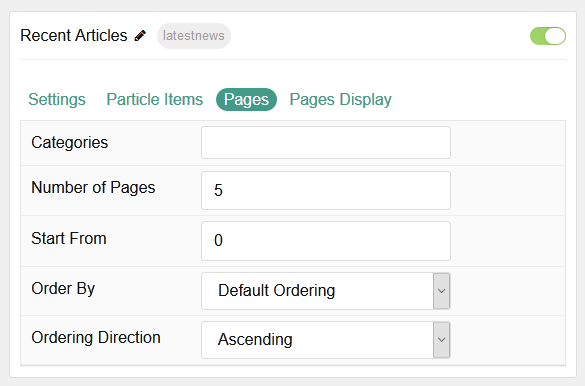 Recent Articles latestnews
Settings Particle Items Pages Pages Display
Categories
Number of Pages 5
Start From 0
Order By Default Ordering
Ordering Direction Ascending